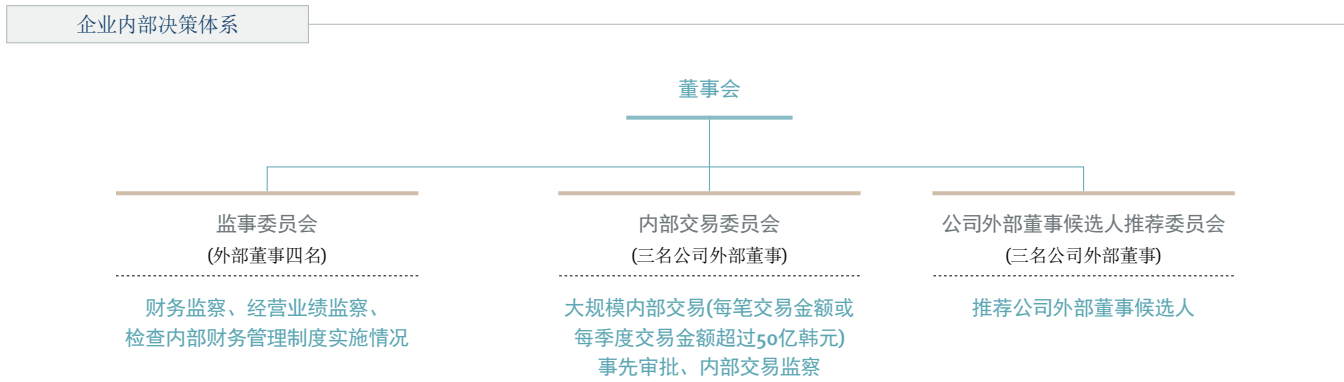 企业内部决策体系
董事会
监事委员会
(外部董事四名)
财务监察、经营业绩监察、
检查内部财务管理制度实施情况
内部交易委员会
(三名公司外部董事)
大规模内部交易(每笔交易金额或
每季度交易金额超过50亿韩元)
事先审批、内部交易监察
公司外部董事候选人推荐委员会
(三名公司外部董事)
推荐公司外部董事候选人